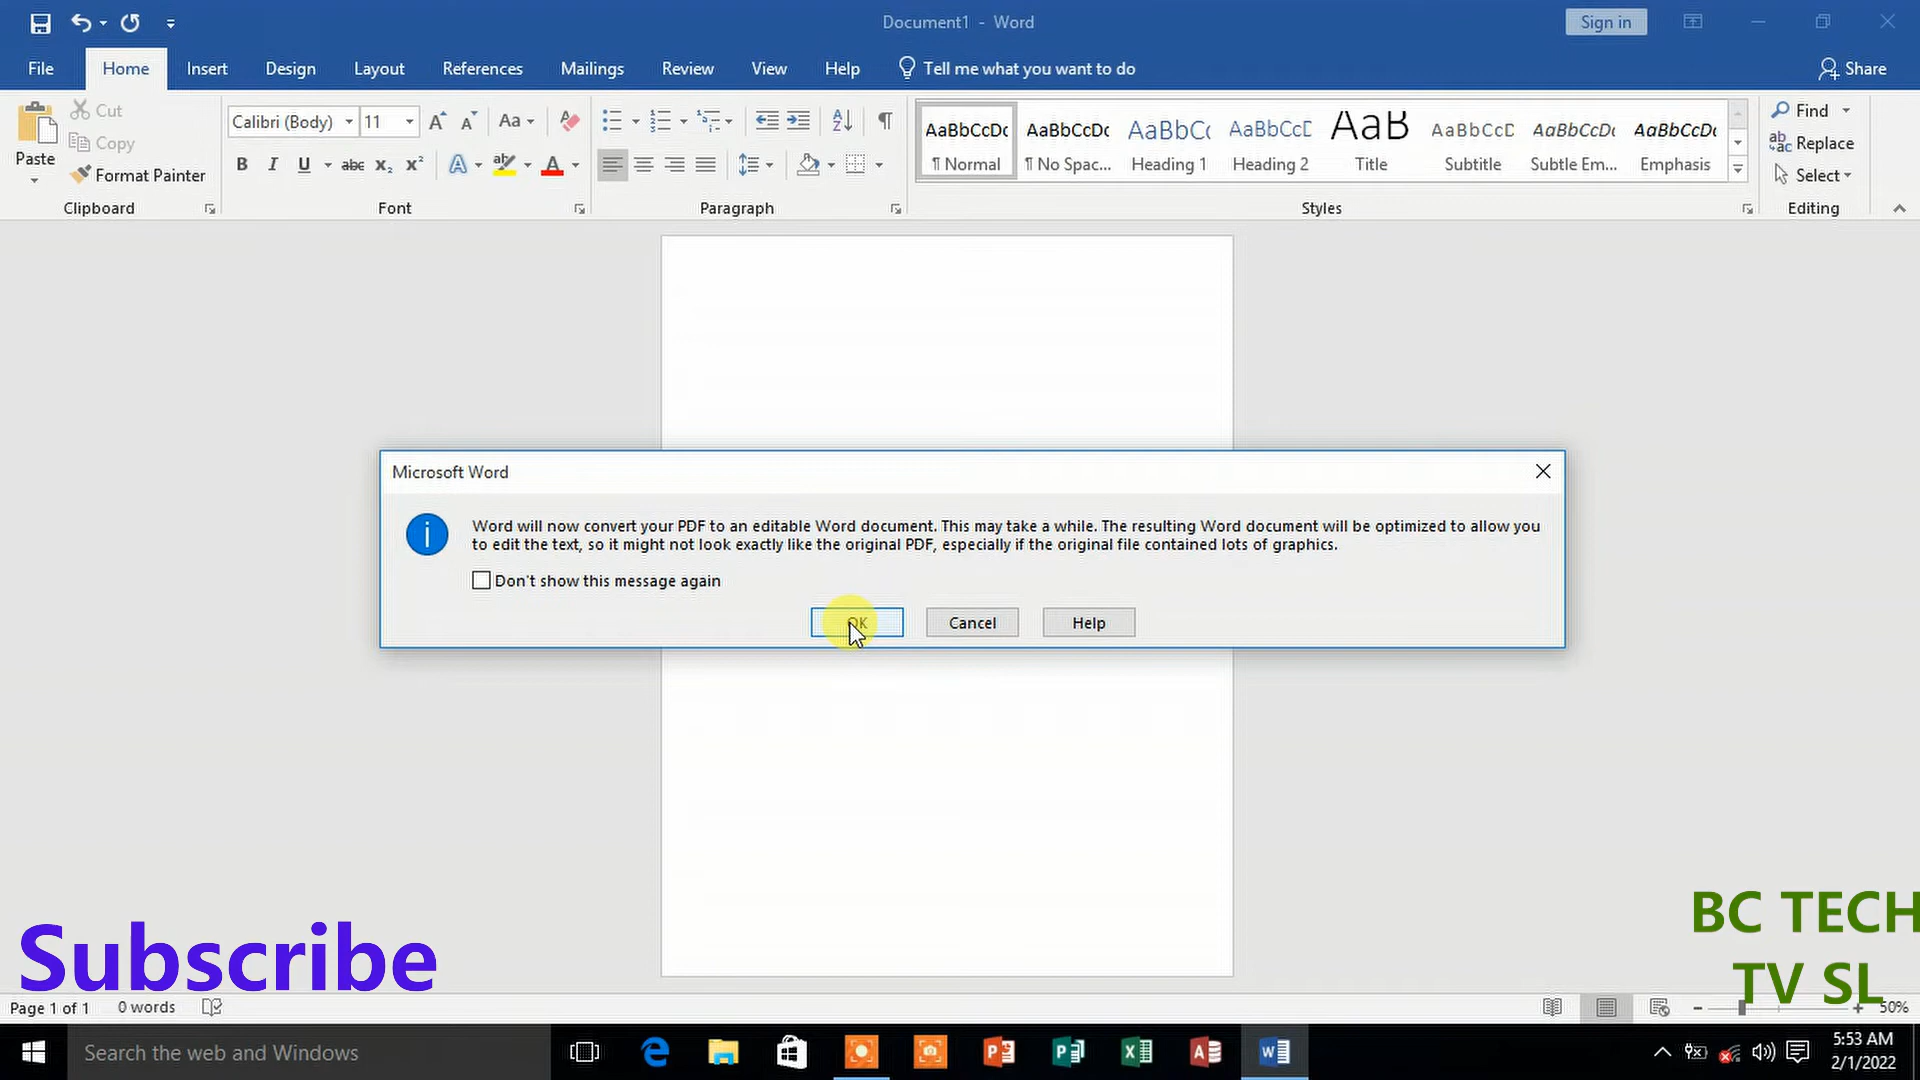 Document1 - Word
Sign in
File Home Insert Design Layout References Mailings Review View Help Tell me what you want to do Share
Paste
Cut
Copy
Format Painter
Clipboard
Calibri (Body) 11
Aa
B I U abc x₂ x² A A
Font
Paragraph
AaBbCcDc AaBbCcDc AaBbCc AaBbCcD AaB AaBbCcD AaBbCcDc AaBbCcDc
¶ Normal ¶ No Spac... Heading 1 Heading 2 Title Subtitle Subtle Em... Emphasis
Styles
Find
Replace
Select
Editing
Microsoft Word
Word will now convert your PDF to an editable Word document. This may take a while. The resulting Word document will be optimized to allow you
to edit the text, so it might not look exactly like the original PDF, especially if the original file contained lots of graphics.
Don't show this message again
OK Cancel Help
Subscribe
BC TECH
TV SL
Page 1 of 1 0 words
50%
Search the web and Windows
5:53 AM
2/1/2022